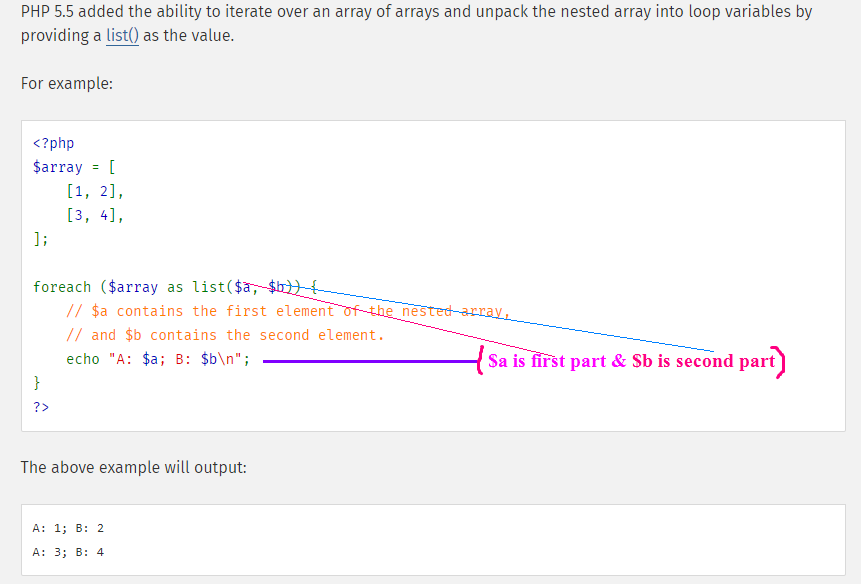 PHP 5.5 added the ability to iterate over an array of arrays and unpack the nested array into loop variables by
providing a list() as the value.
For example:
<?php
$array = [
    [1, 2],
    [3, 4],
];
foreach ($array as list($a, $b)) {
    // $a contains the first element of the nested array,
    // and $b contains the second element.
    echo "A: $a; B: $b\n";
($a is first part & $b is second part)
}
?>
The above example will output:
A: 1; B: 2
A: 3; B: 4